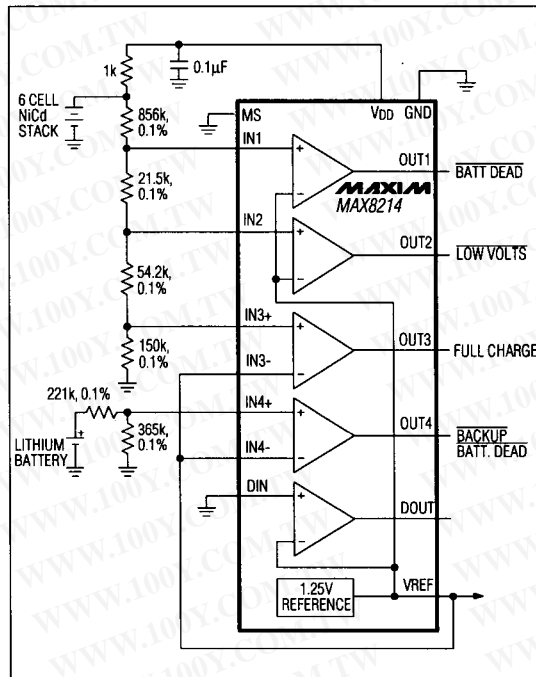 1k
0.1μF
6 CELL
NiCd
STACK
856k,
0.1%
MS
VDD
GND
IN1
OUT1
BATT DEAD
MAXIM
MAX8214
21.5k,
0.1%
IN2
OUT2
LOW VOLTS
54.2k,
0.1%
IN3+
OUT3
FULL CHARGE
150k,
0.1%
IN3-
221k, 0.1%
IN4+
OUT4
BACKUP
BATT. DEAD
365k,
0.1%
LITHIUM
BATTERY
IN4-
DIN
DOUT
1.25V
REFERENCE
VREF
WWW.100Y.COM.TW